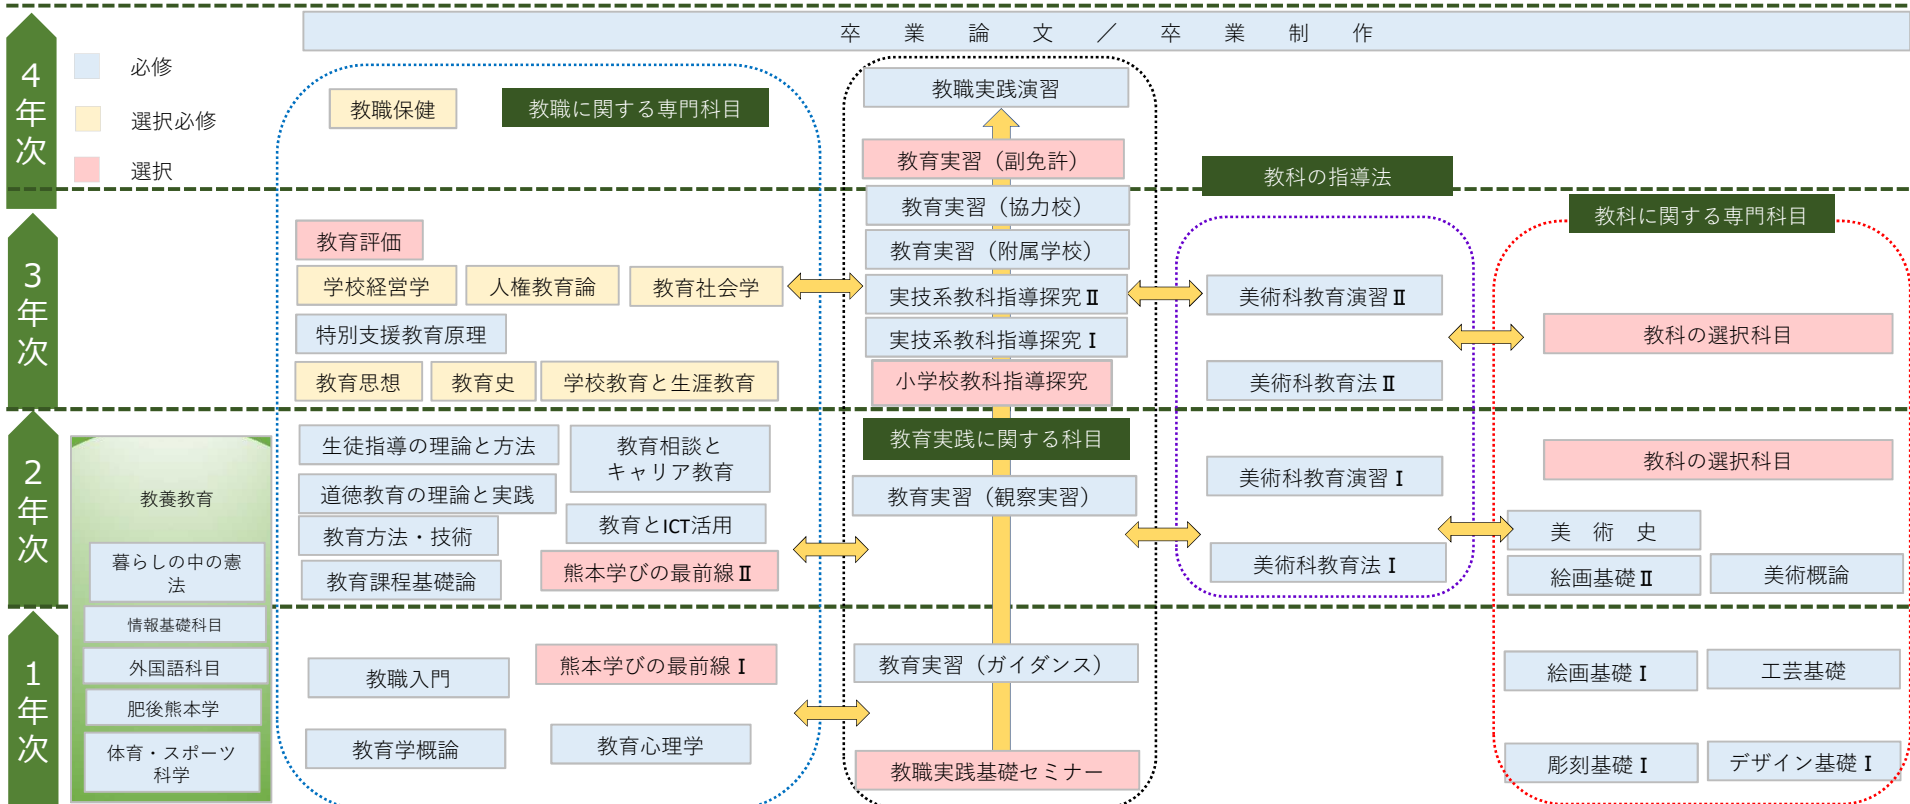 卒業論文／卒業制作
4年次
必修
選択必修
選択
教職保健
教職に関する専門科目
教職実践演習
教育実習（副免許）
教科の指導法
3年次
教育評価
学校経営学
人権教育論
教育社会学
特別支援教育原理
教育思想
教育史
学校教育と生涯教育
教育実習（協力校）
教育実習（附属学校）
実技系教科指導探究Ⅱ
実技系教科指導探究Ⅰ
小学校教科指導探究
美術科教育演習Ⅱ
美術科教育法Ⅱ
教科に関する専門科目
教科の選択科目
2年次
教養教育
暮らしの中の憲
法
情報基礎科目
外国語科目
肥後熊本学
体育・スポーツ
科学
生徒指導の理論と方法
教育相談と
キャリア教育
道徳教育の理論と実践
教育方法・技術
教育とICT活用
教育課程基礎論
熊本学びの最前線Ⅱ
教育実践に関する科目
教育実習（観察実習）
美術科教育演習Ⅰ
美術科教育法Ⅰ
教科の選択科目
美術史
絵画基礎Ⅱ
美術概論
1年次
教職入門
熊本学びの最前線Ⅰ
教育学概論
教育心理学
教育実習（ガイダンス）
教職実践基礎セミナー
絵画基礎Ⅰ
工芸基礎
彫刻基礎Ⅰ
デザイン基礎Ⅰ